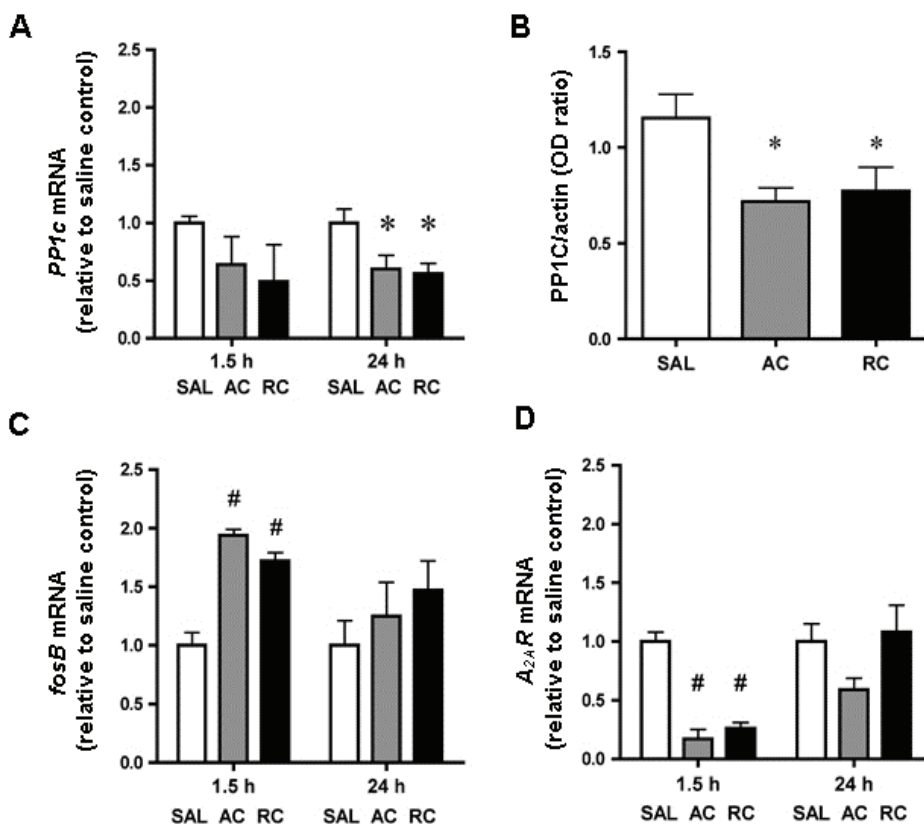 A
PP1c mRNA
(relative to saline control)
2.5
2.0
1.5
1.0
0.5
0.0
* *
1.5 h 24 h
SAL AC RC SAL AC RC
B
PP1C/actin (OD ratio)
1.5
1.0
0.5
0.0
* *
SAL AC RC
C
fosB mRNA
(relative to saline control)
2.5
2.0
1.5
1.0
0.5
0.0
# #
1.5 h 24 h
SAL AC RC SAL AC RC
D
A2AR mRNA
(relative to saline control)
2.5
2.0
1.5
1.0
0.5
0.0
# #
1.5 h 24 h
SAL AC RC SAL AC RC